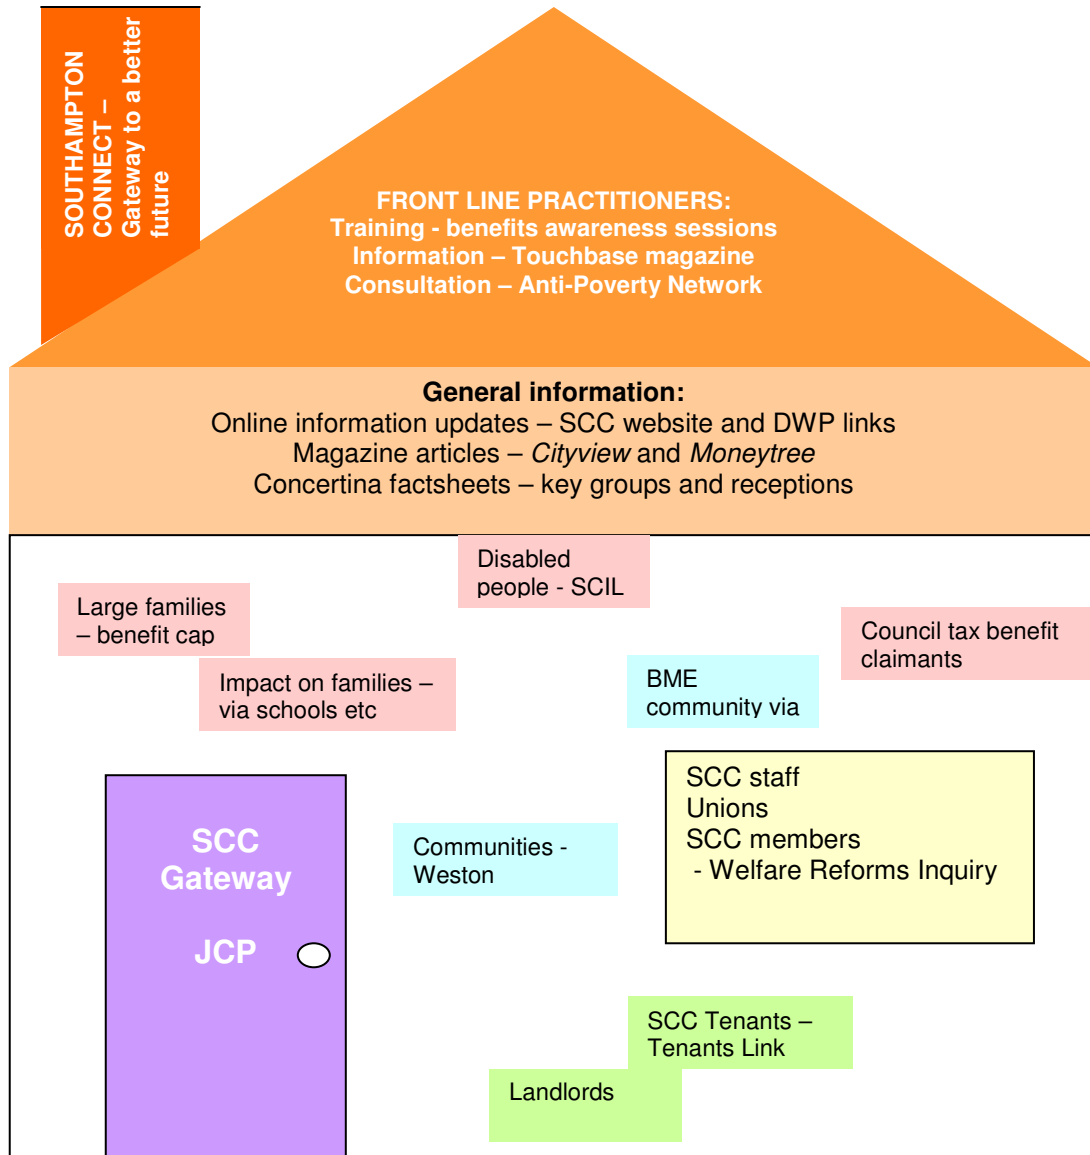 SOUTHAMPTON
CONNECT –
Gateway to a better
future
FRONT LINE PRACTITIONERS:
Training - benefits awareness sessions
Information – Touchbase magazine
Consultation – Anti-Poverty Network
General information:
Online information updates – SCC website and DWP links
Magazine articles – Cityview and Moneytree
Concertina factsheets – key groups and receptions
Disabled
people - SCIL
Large families
– benefit cap
Council tax benefit
claimants
Impact on families –
via schools etc
BME
community via
SCC staff
Unions
SCC members
- Welfare Reforms Inquiry
SCC
Gateway
JCP
Communities -
Weston
SCC Tenants –
Tenants Link
Landlords